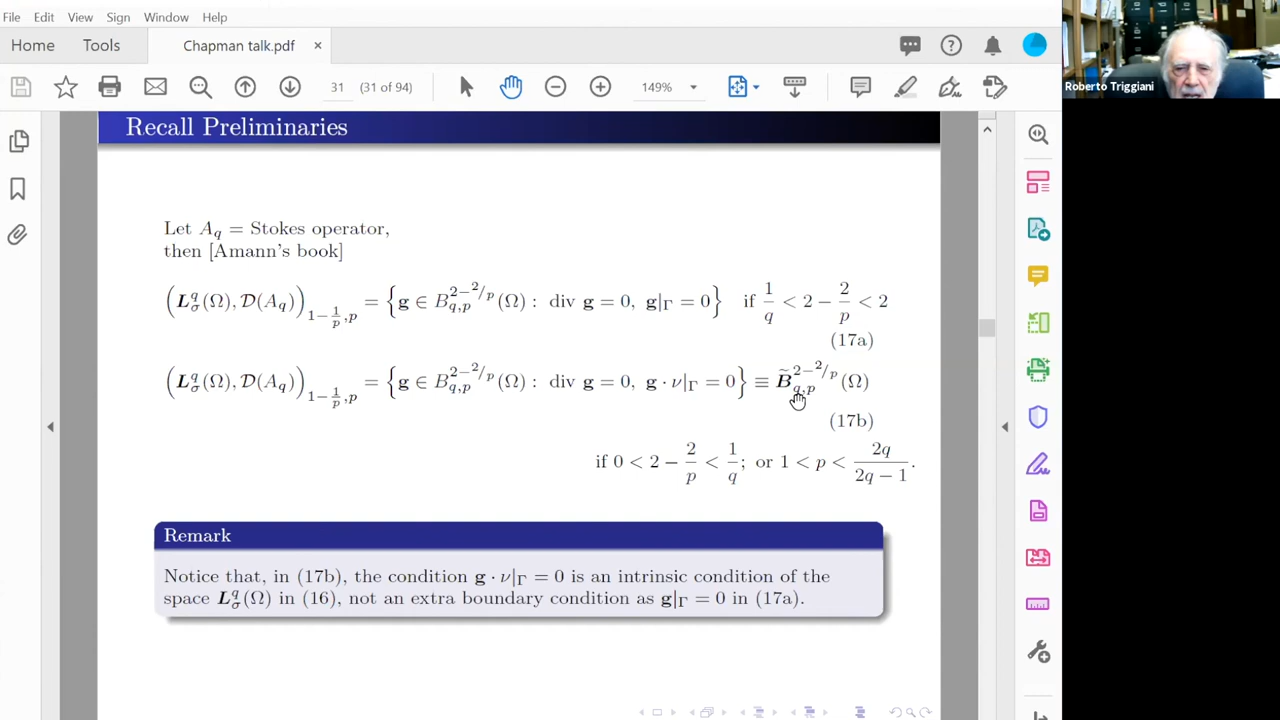 File Edit View Sign Window Help
Home Tools Chapman talk.pdf ×
31 (31 of 94) 149%
Roberto Triggiani
Recall Preliminaries
Let A_q = Stokes operator,
then [Amann's book]
(L^q_σ(Ω), D(A_q))_{1−1/p,p} = {g ∈ B^{2−2/p}_{q,p}(Ω) : div g = 0, g|_Γ = 0} if 1/q < 2 − 2/p < 2
(17a)
(L^q_σ(Ω), D(A_q))_{1−1/p,p} = {g ∈ B^{2−2/p}_{q,p}(Ω) : div g = 0, g · ν|_Γ = 0} ≡ B̃^{2−2/p}_{q,p}(Ω)
(17b)
if 0 < 2 − 2/p < 1/q; or 1 < p < 2q/(2q − 1).
Remark
Notice that, in (17b), the condition g · ν|_Γ = 0 is an intrinsic condition of the
space L^q_σ(Ω) in (16), not an extra boundary condition as g|_Γ = 0 in (17a).